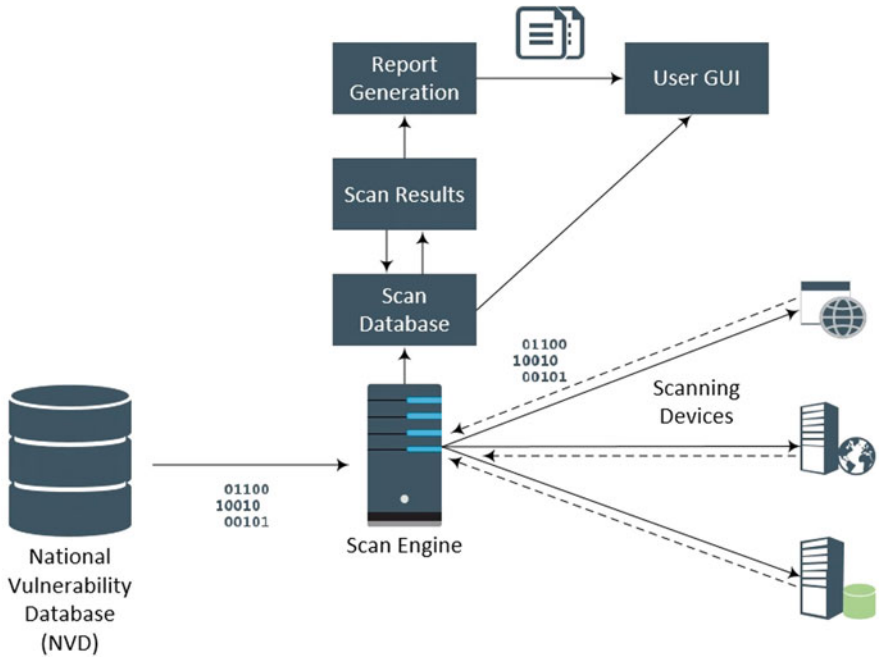 Report
Generation
User GUI
Scan Results
Scan
Database
01100
10010
00101
Scanning
Devices
01100
10010
00101
Scan Engine
National
Vulnerability
Database
(NVD)